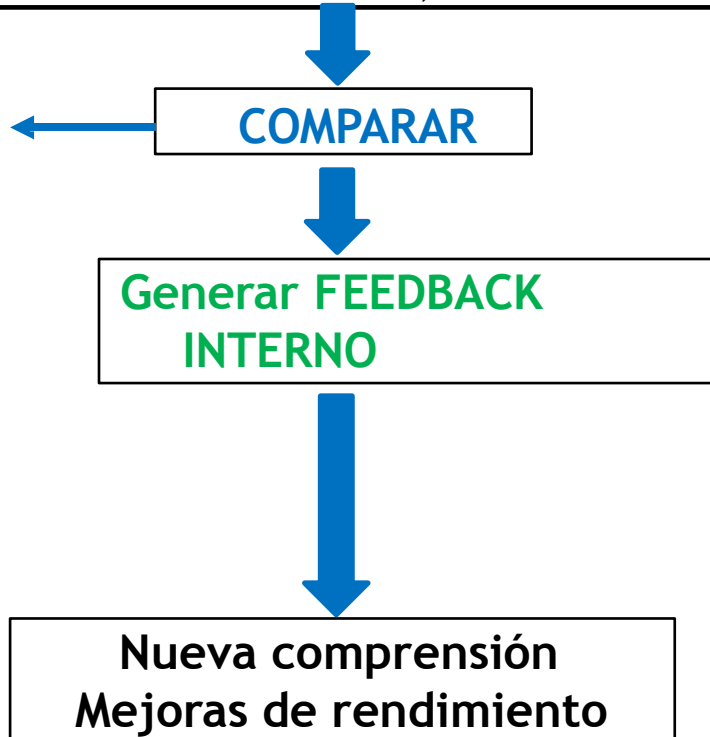 COMPARAR
Generar FEEDBACK
INTERNO
Nueva comprensión
Mejoras de rendimiento